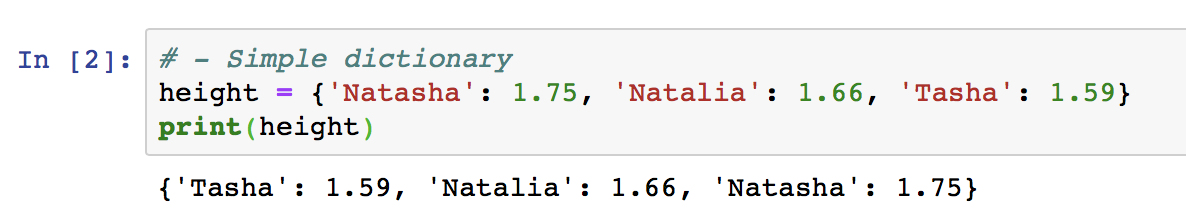 In [2]: # - Simple dictionary
height = {'Natasha': 1.75, 'Natalia': 1.66, 'Tasha': 1.59}
print(height)
{'Tasha': 1.59, 'Natalia': 1.66, 'Natasha': 1.75}